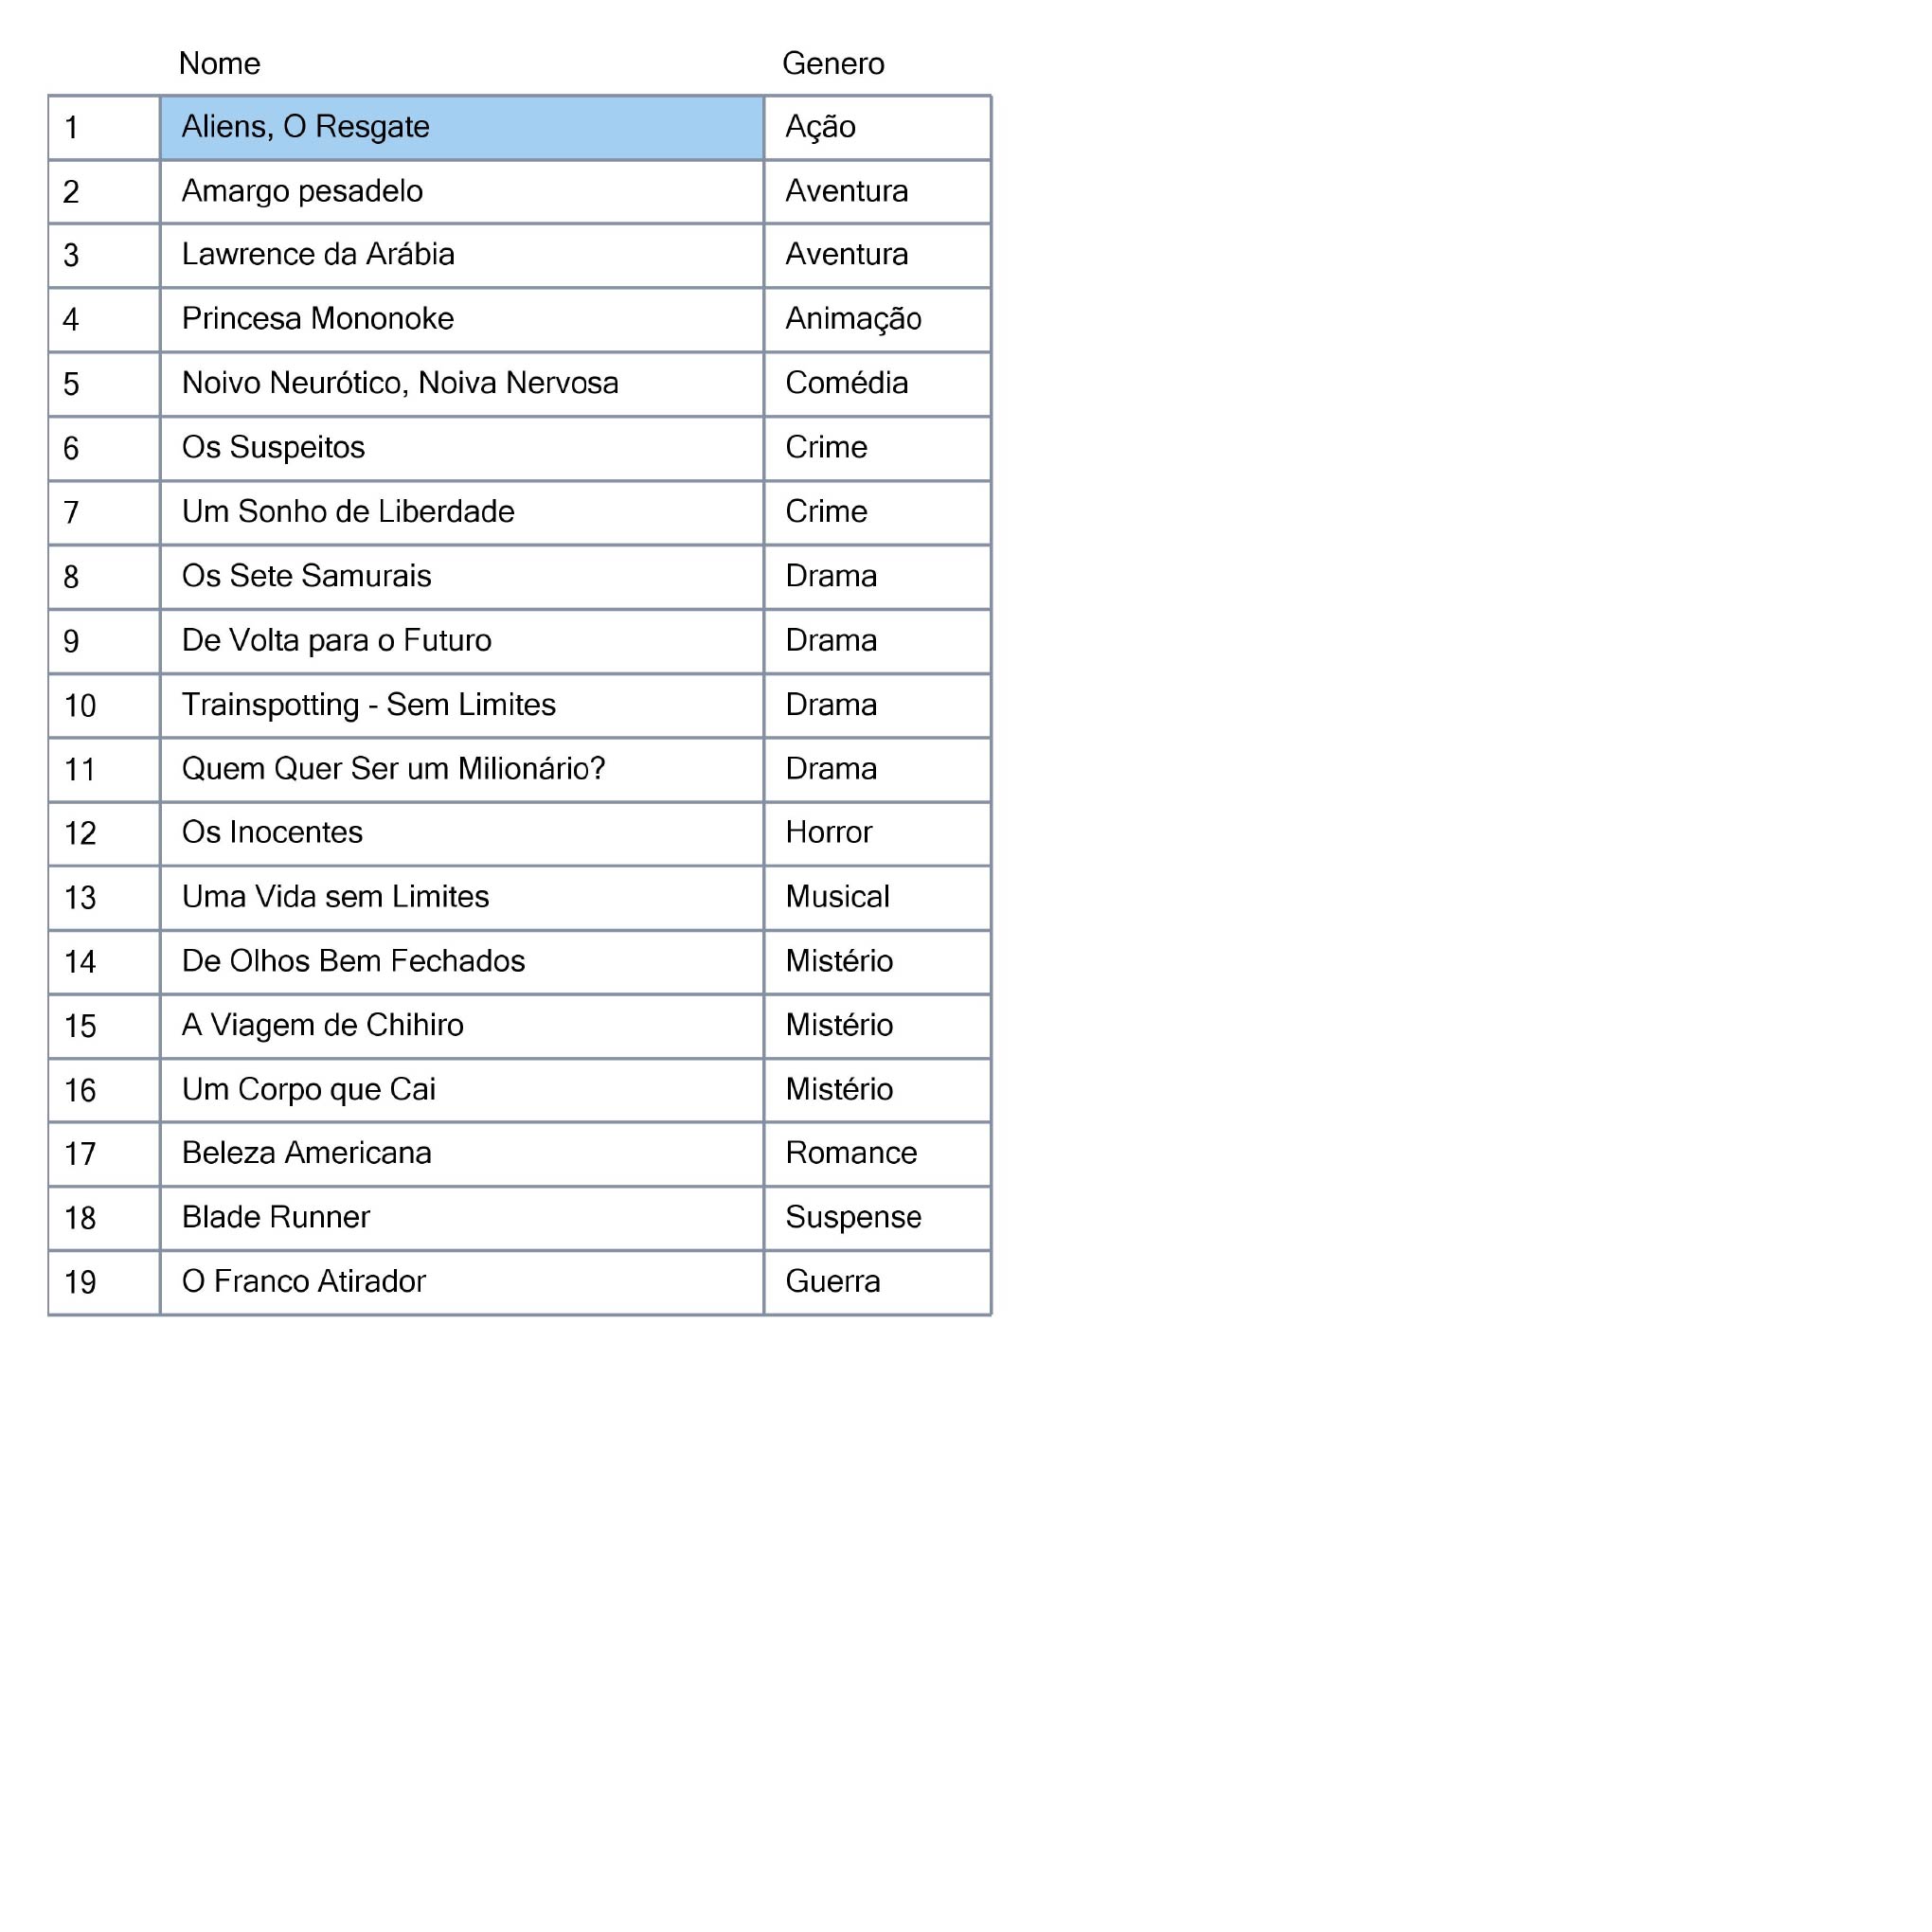 Nome Genero
1 Aliens, O Resgate Ação
2 Amargo pesadelo Aventura
3 Lawrence da Arábia Aventura
4 Princesa Mononoke Animação
5 Noivo Neurótico, Noiva Nervosa Comédia
6 Os Suspeitos Crime
7 Um Sonho de Liberdade Crime
8 Os Sete Samurais Drama
9 De Volta para o Futuro Drama
10 Trainspotting - Sem Limites Drama
11 Quem Quer Ser um Milionário? Drama
12 Os Inocentes Horror
13 Uma Vida sem Limites Musical
14 De Olhos Bem Fechados Mistério
15 A Viagem de Chihiro Mistério
16 Um Corpo que Cai Mistério
17 Beleza Americana Romance
18 Blade Runner Suspense
19 O Franco Atirador Guerra